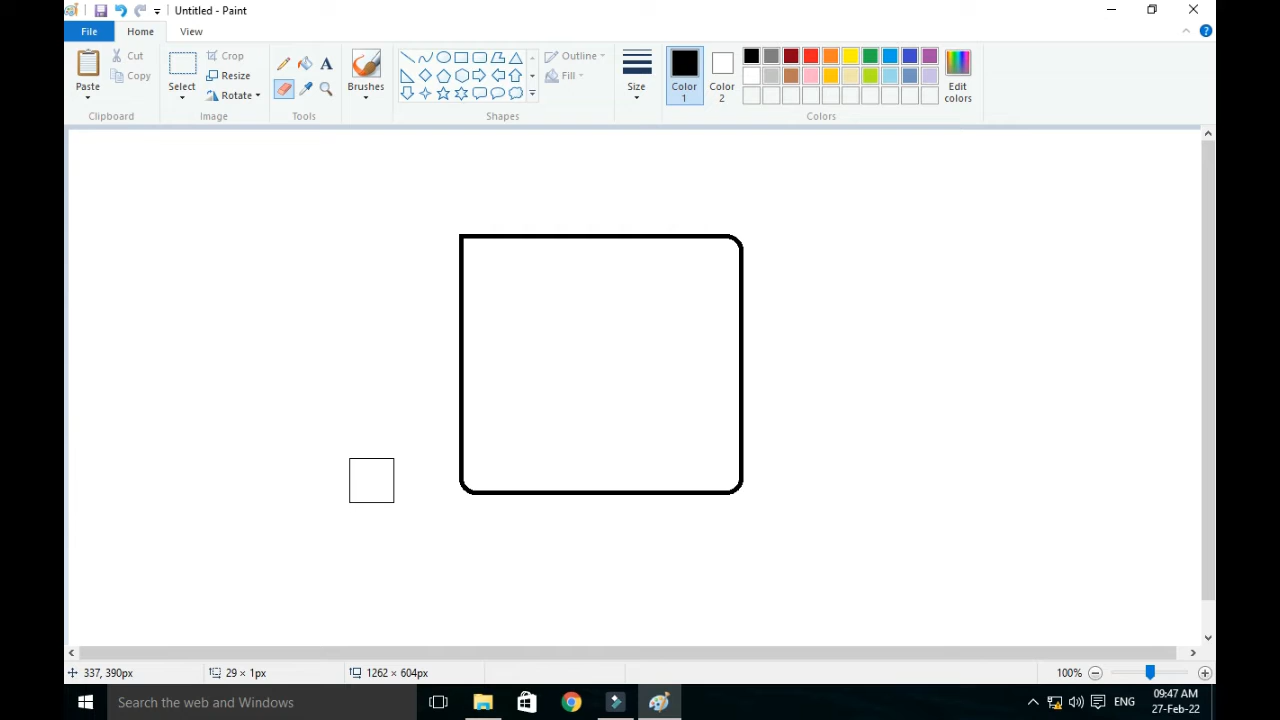 Untitled - Paint
File Home View
Paste
Cut
Copy
Clipboard
Select
Crop
Resize
Rotate
Image
A
Tools
Brushes
Outline
Fill
Shapes
Size
Color 1
Color 2
Edit colors
Colors
337, 390px
29 × 1px
1262 × 604px
100%
Search the web and Windows
ENG
09:47 AM
27-Feb-22